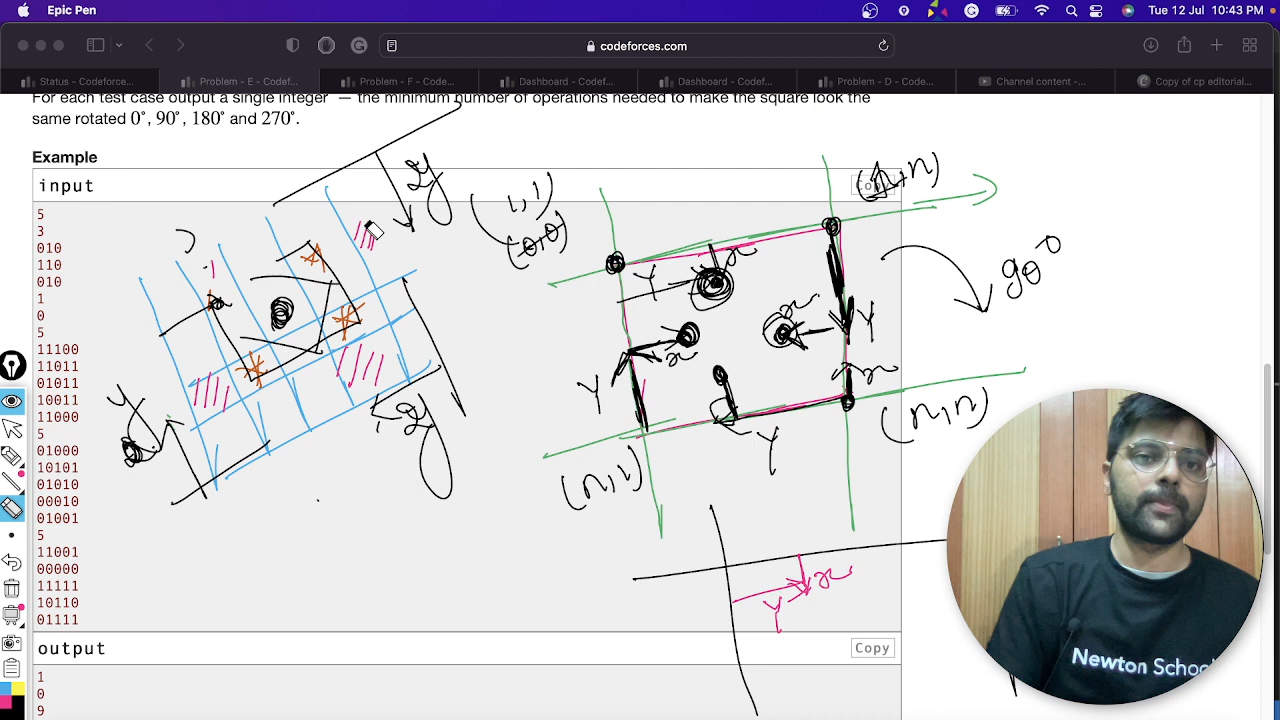 Epic Pen
Tue 12 Jul 10:43 PM
codeforces.com
Status - Codeforce...
Problem - E - Codef...
Problem - F - Code...
Dashboard - Codef...
Dashboard - Codef...
Problem - D - Codef...
Channel content -...
Copy of cp editorial...
For each test case output a single integer — the minimum number of operations needed to make the square look the
same rotated 0°, 90°, 180° and 270°.
Example
input
5
3
010
110
010
1
0
5
11100
11011
01011
10011
11000
5
01000
10101
01010
00010
01001
5
11001
00000
11111
10110
01111
output
Copy
1
0
9
(1,1)
(0,0)
90°
(n,n)
(n,1)
x
Y
x
Y
x
Y
x
Y
Y
x
y
Newton School